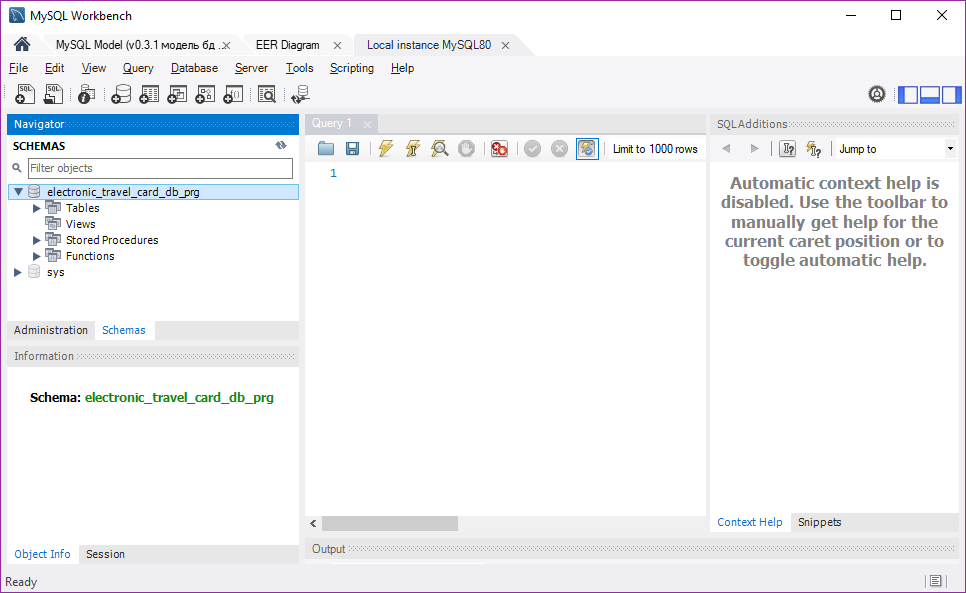 MySQL Workbench
MySQL Model (v0.3.1 модель бд ..
EER Diagram
Local instance MySQL80
File Edit View Query Database Server Tools Scripting Help
Navigator
SCHEMAS
Filter objects
electronic_travel_card_db_prg
Tables
Views
Stored Procedures
Functions
sys
Administration Schemas
Information
Schema: electronic_travel_card_db_prg
Object Info Session
Query 1
Limit to 1000 rows
1
Output
SQLAdditions
Jump to
Automatic context help is
disabled. Use the toolbar to
manually get help for the
current caret position or to
toggle automatic help.
Context Help Snippets
Ready